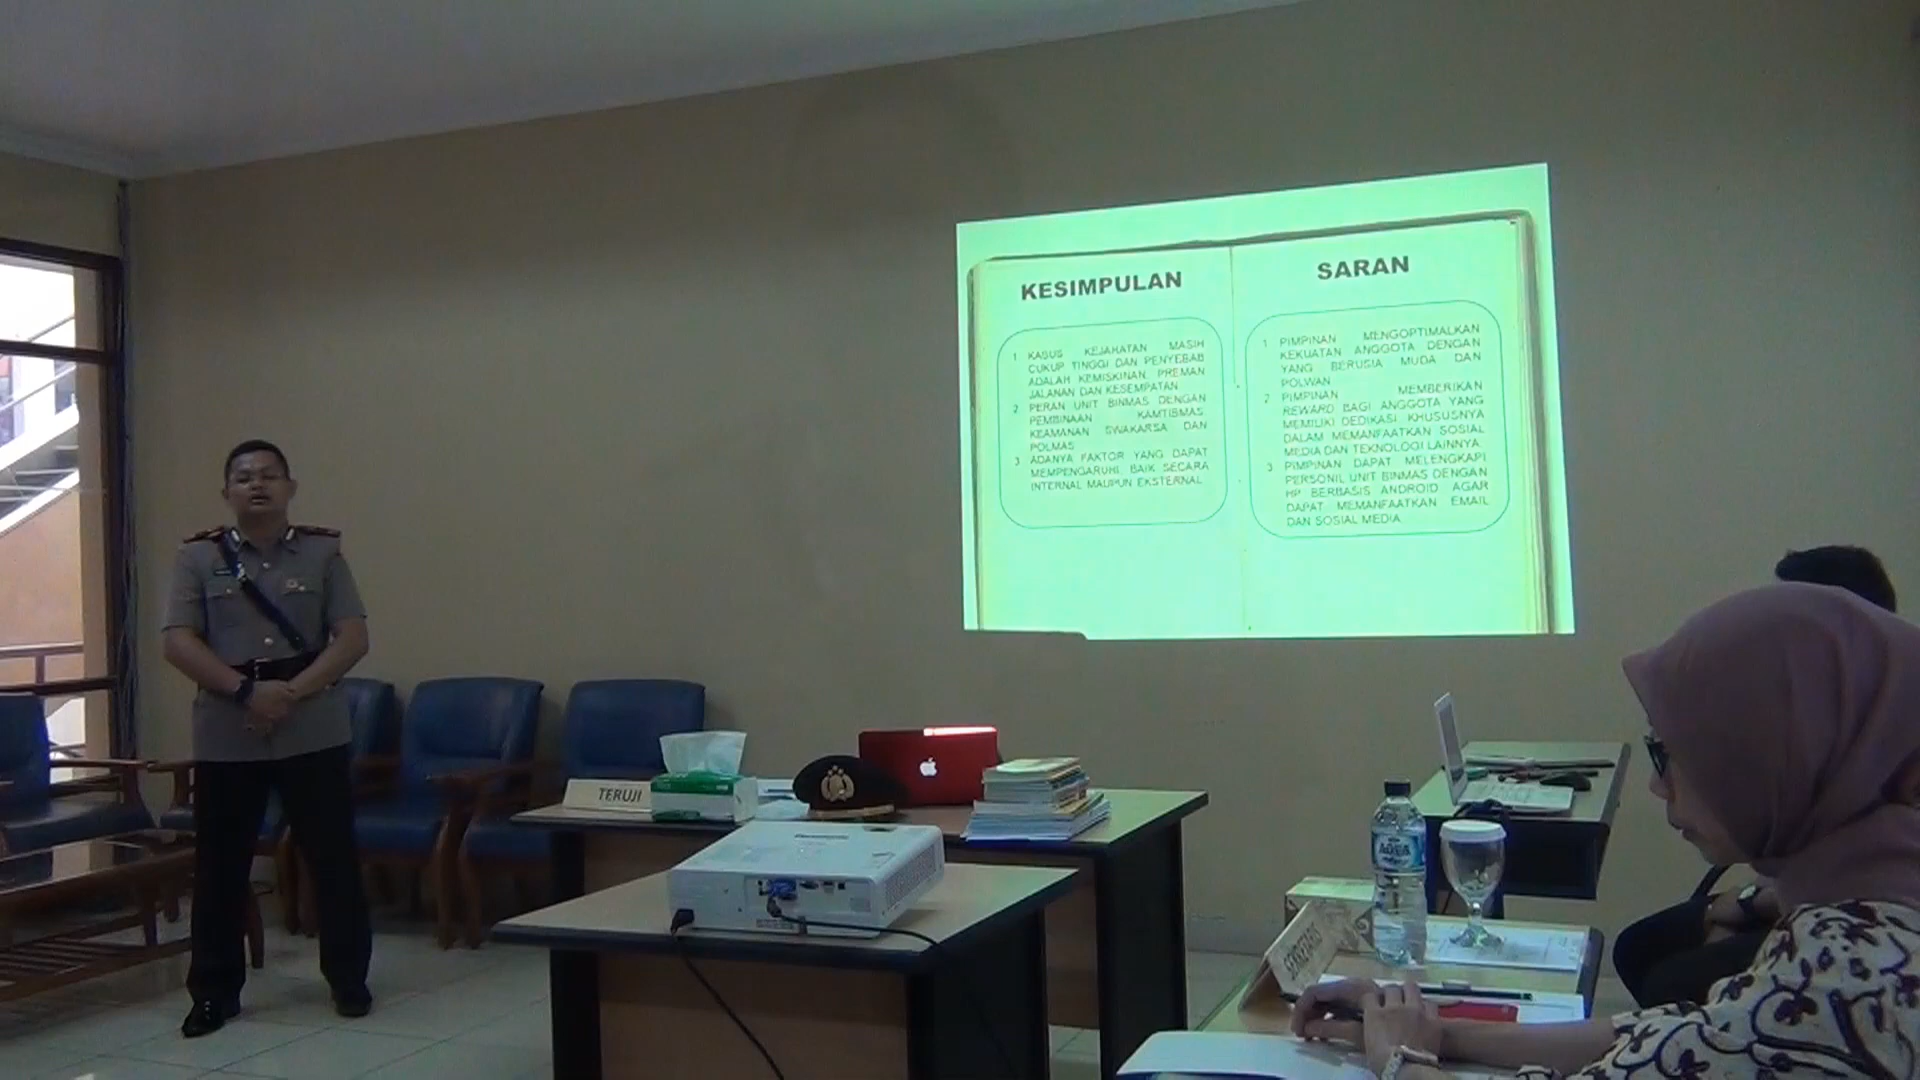 KESIMPULAN
1 KASUS KEJAHATAN MASIH
CUKUP TINGGI DAN PENYEBAB
ADALAH KEMISKINAN, PREMAN
JALANAN DAN KESEMPATAN
2 PERAN UNIT BINMAS DENGAN
PEMBINAAN KAMTIBMAS,
KEAMANAN SWAKARSA DAN
POLMAS
3 ADANYA FAKTOR YANG DAPAT
MEMPENGARUHI, BAIK SECARA
INTERNAL MAUPUN EKSTERNAL
SARAN
1 PIMPINAN MENGOPTIMALKAN
KEKUATAN ANGGOTA DENGAN
YANG BERUSIA MUDA DAN
POLWAN
2 PIMPINAN MEMBERIKAN
REWARD BAGI ANGGOTA YANG
MEMILIKI DEDIKASI KHUSUSNYA
DALAM MEMANFAATKAN SOSIAL
MEDIA DAN TEKNOLOGI LAINNYA.
3 PIMPINAN DAPAT MELENGKAPI
PERSONIL UNIT BINMAS DENGAN
HP BERBASIS ANDROID AGAR
DAPAT MEMANFAATKAN EMAIL
DAN SOSIAL MEDIA
TERUJI
Panasonic
AQUA
SEKRETARIS